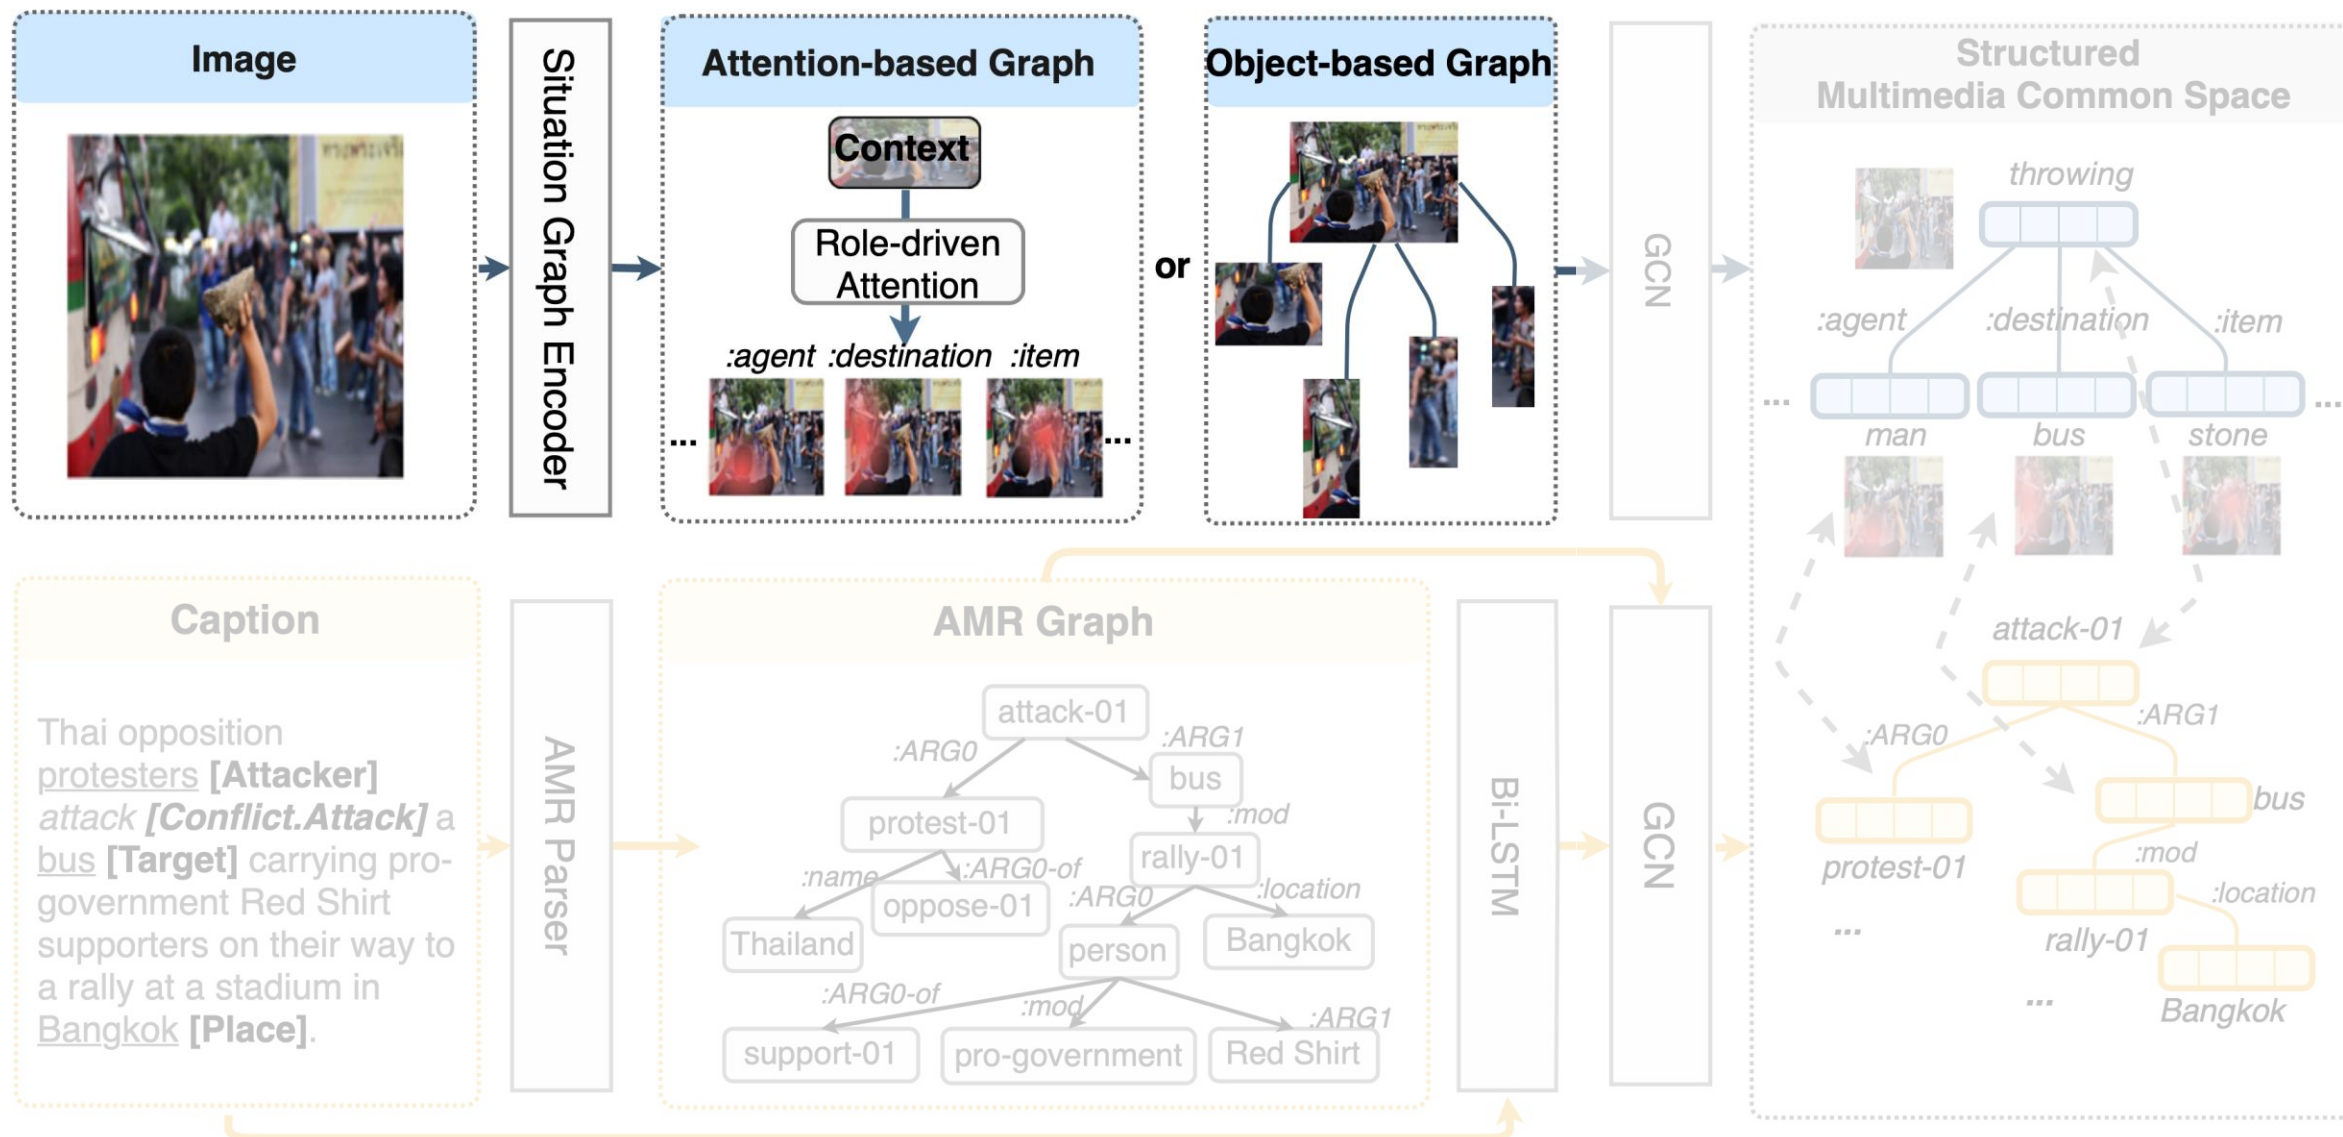 Image
Situation Graph Encoder
Attention-based Graph
Context
Role-driven
Attention
:agent :destination :item
...
...
or
Object-based Graph
GCN
Structured
Multimedia Common Space
throwing
:agent
:destination
:item
...
...
man
bus
stone
Caption
Thai opposition
protesters [Attacker]
attack [Conflict.Attack] a
bus [Target] carrying pro-
government Red Shirt
supporters on their way to
a rally at a stadium in
Bangkok [Place].
AMR Parser
AMR Graph
attack-01
:ARG0
:ARG1
bus
protest-01
:mod
rally-01
:name
:ARG0-of
oppose-01
:ARG0
:location
Thailand
person
Bangkok
:ARG0-of
:mod
:ARG1
support-01
pro-government
Red Shirt
Bi-LSTM
GCN
attack-01
:ARG0
:ARG1
bus
protest-01
:mod
...
rally-01
:location
...
Bangkok